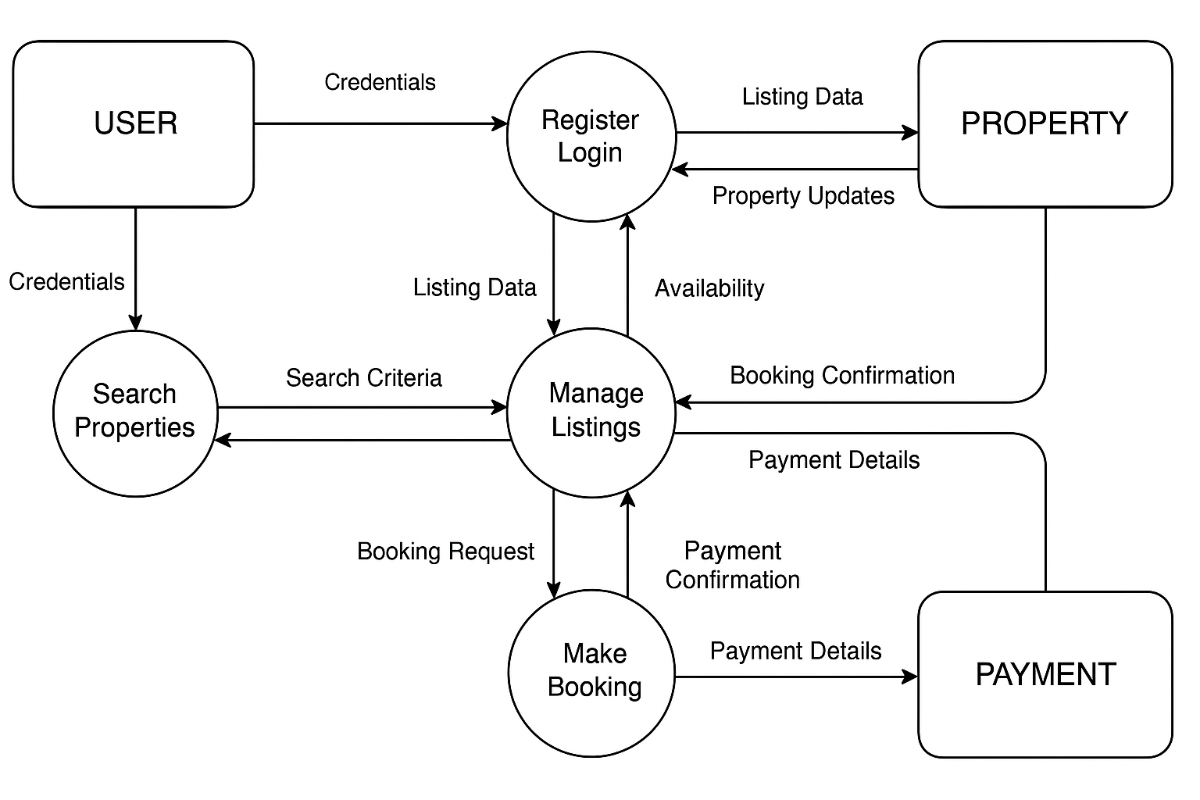 USER
Credentials
Register
Login
Listing Data
PROPERTY
Property Updates
Credentials
Listing Data
Availability
Search
Properties
Search Criteria
Manage
Listings
Booking Confirmation
Payment Details
Booking Request
Payment
Confirmation
Make
Booking
Payment Details
PAYMENT